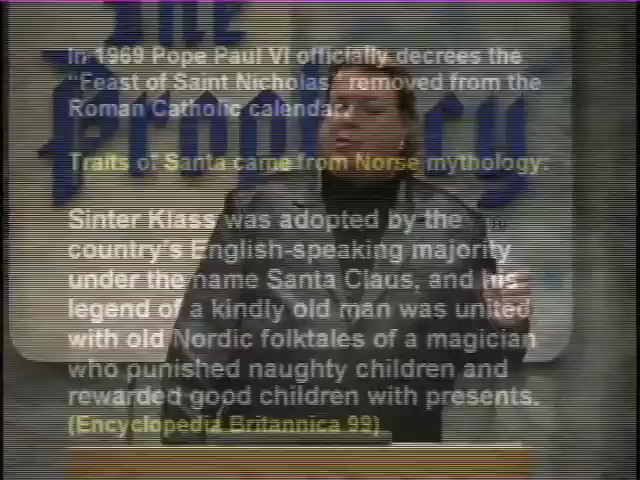 The
Prophecy
In 1969 Pope Paul VI officially decrees the
"Feast of Saint Nicholas" removed from the
Roman Catholic calendar.
Traits of Santa came from Norse mythology:
Sinter Klass was adopted by the
country's English-speaking majority
under the name Santa Claus, and his
legend of a kindly old man was united
with old Nordic folktales of a magician
who punished naughty children and
rewarded good children with presents.
(Encyclopedia Britannica 99)